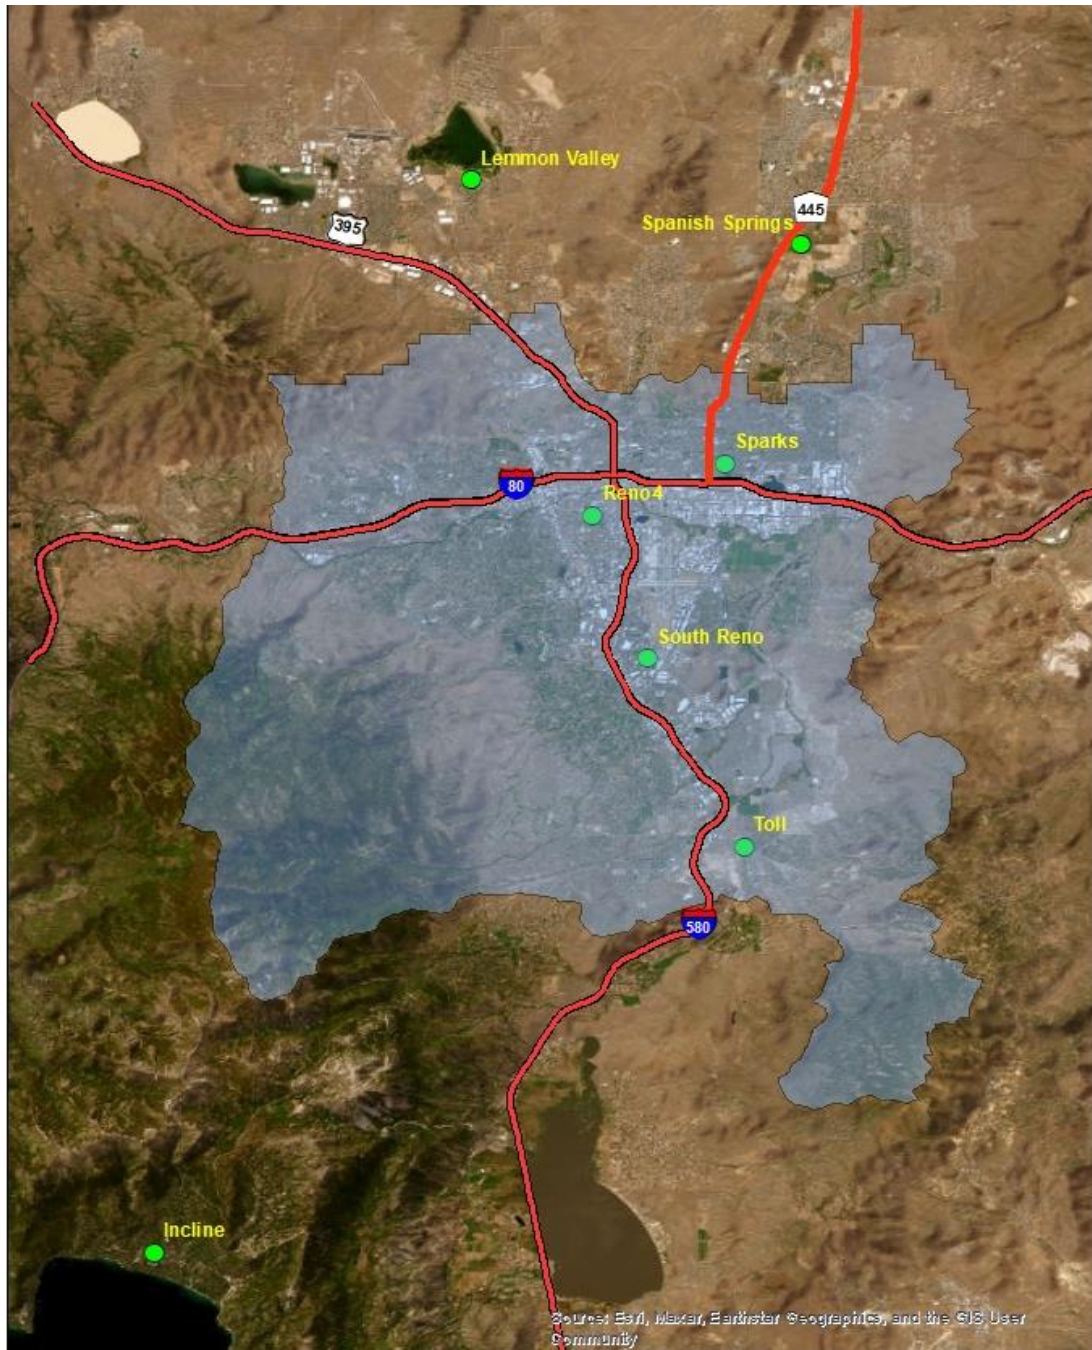 Lemmon Valley
445
Spanish Springs
395
Sparks
80
Reno4
South Reno
Toll
580
Incline
Source: Esri, Maxar, Earthstar Geographics, and the GIS User
Community